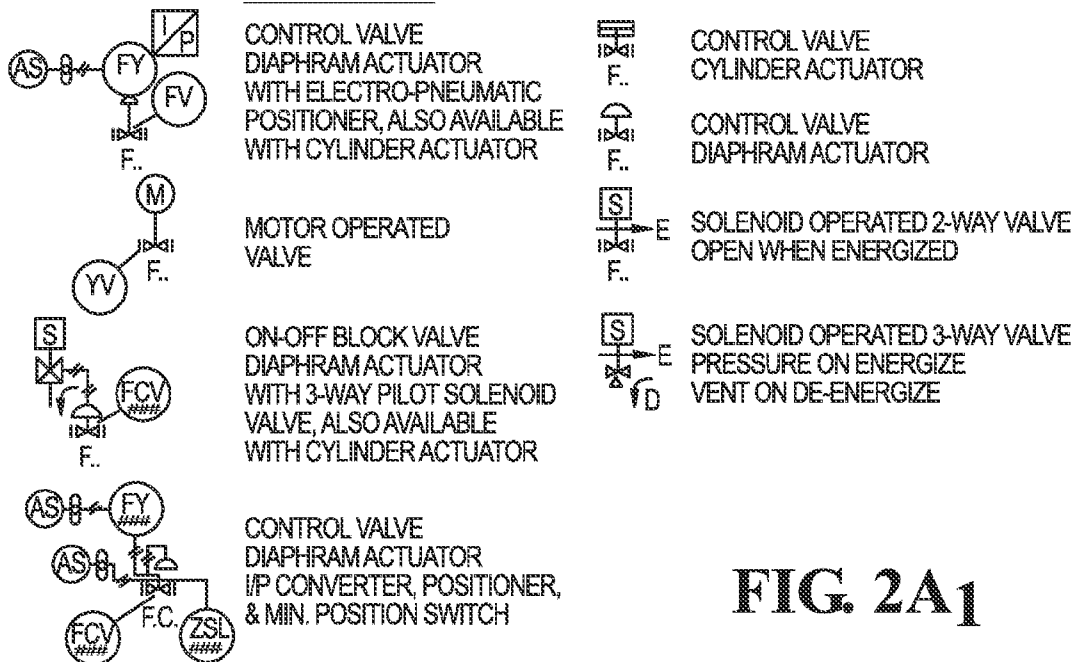 I
P
AS
FY
FV
F..
CONTROL VALVE
DIAPHRAM ACTUATOR
WITH ELECTRO-PNEUMATIC
POSITIONER, ALSO AVAILABLE
WITH CYLINDER ACTUATOR
M
F..
YV
MOTOR OPERATED
VALVE
S
FCV
###
F..
ON-OFF BLOCK VALVE
DIAPHRAM ACTUATOR
WITH 3-WAY PILOT SOLENOID
VALVE, ALSO AVAILABLE
WITH CYLINDER ACTUATOR
AS
FY
###
AS
F.C.
FCV
###
ZSL
###
CONTROL VALVE
DIAPHRAM ACTUATOR
I/P CONVERTER, POSITIONER,
& MIN. POSITION SWITCH
F..
CONTROL VALVE
CYLINDER ACTUATOR
F..
CONTROL VALVE
DIAPHRAM ACTUATOR
S
E
F..
SOLENOID OPERATED 2-WAY VALVE
OPEN WHEN ENERGIZED
S
E
D
SOLENOID OPERATED 3-WAY VALVE
PRESSURE ON ENERGIZE
VENT ON DE-ENERGIZE
FIG. 2A1